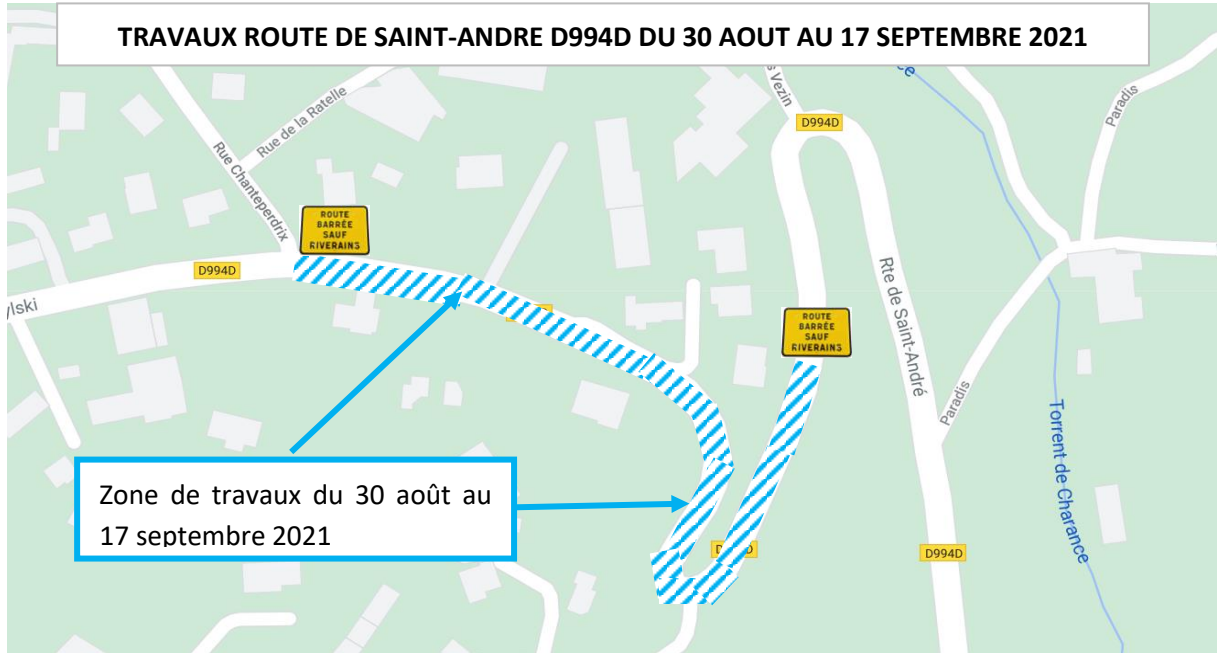 TRAVAUX ROUTE DE SAINT-ANDRE D994D DU 30 AOUT AU 17 SEPTEMBRE 2021
Vezin
D994D
Paradis
Rue de la Ratelle
Rue Chanteperdrix
ROUTE
BARRÉE
SAUF
RIVERAINS
D994D
Rte de Saint-André
ROUTE
BARRÉE
SAUF
RIVERAINS
Paradis
Torrent de Charance
Zone de travaux du 30 août au
17 septembre 2021
D994D